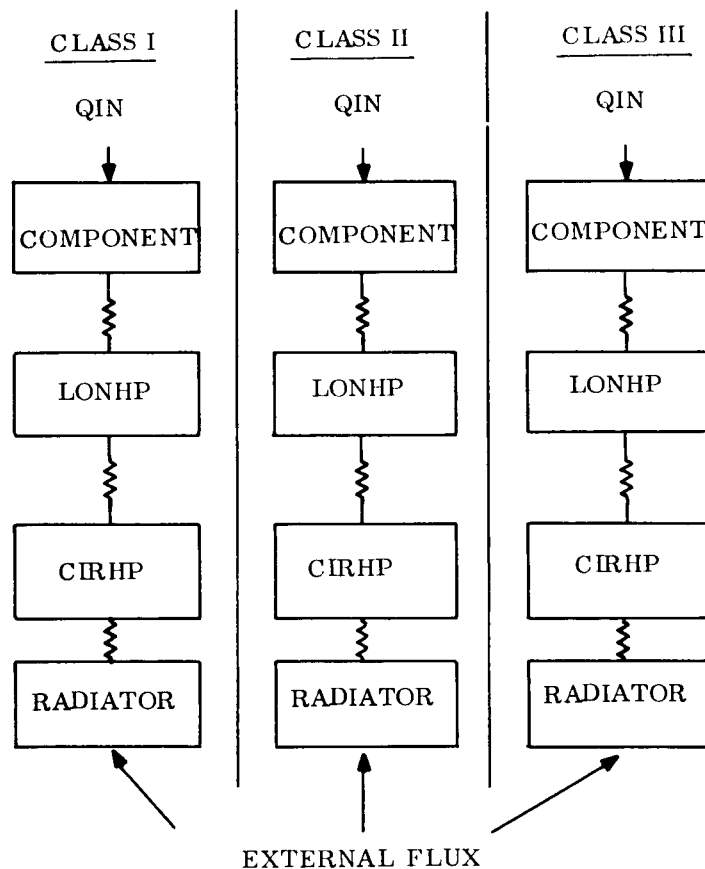 CLASS I
CLASS II
CLASS III
QIN
QIN
QIN
COMPONENT
COMPONENT
COMPONENT
LONHP
LONHP
LONHP
CIRHP
CIRHP
CIRHP
RADIATOR
RADIATOR
RADIATOR
EXTERNAL FLUX